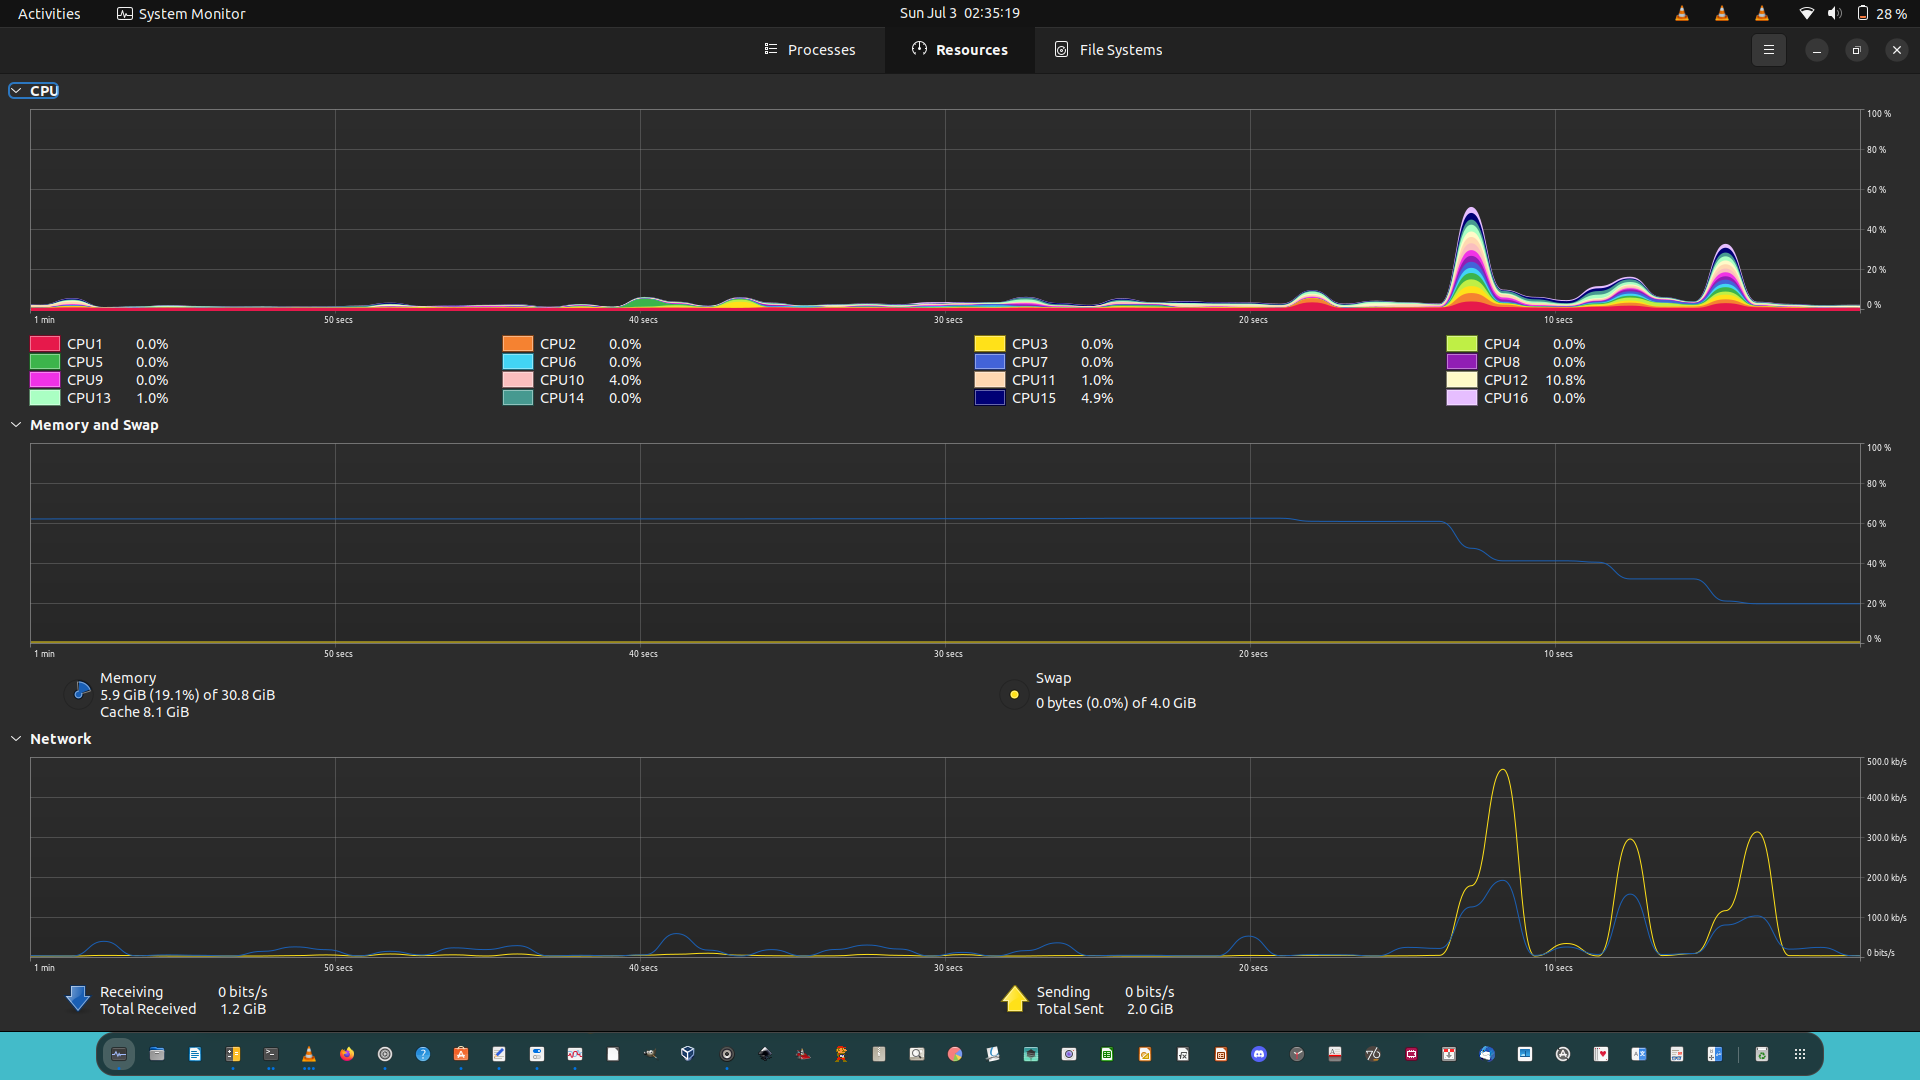 Activities
System Monitor
Sun Jul 3 02:35:19
28 %
Processes
Resources
File Systems
CPU
100 %
80 %
60 %
40 %
20 %
0 %
1 min 50 secs 40 secs 30 secs 20 secs 10 secs
CPU1 0.0% CPU2 0.0% CPU3 0.0% CPU4 0.0%
CPU5 0.0% CPU6 0.0% CPU7 0.0% CPU8 0.0%
CPU9 0.0% CPU10 4.0% CPU11 1.0% CPU12 10.8%
CPU13 1.0% CPU14 0.0% CPU15 4.9% CPU16 0.0%
Memory and Swap
100 %
80 %
60 %
40 %
20 %
0 %
1 min 50 secs 40 secs 30 secs 20 secs 10 secs
Memory
5.9 GiB (19.1%) of 30.8 GiB
Cache 8.1 GiB
Swap
0 bytes (0.0%) of 4.0 GiB
Network
500.0 kb/s
400.0 kb/s
300.0 kb/s
200.0 kb/s
100.0 kb/s
0 bits/s
1 min 50 secs 40 secs 30 secs 20 secs 10 secs
Receiving 0 bits/s
Total Received 1.2 GiB
Sending 0 bits/s
Total Sent 2.0 GiB